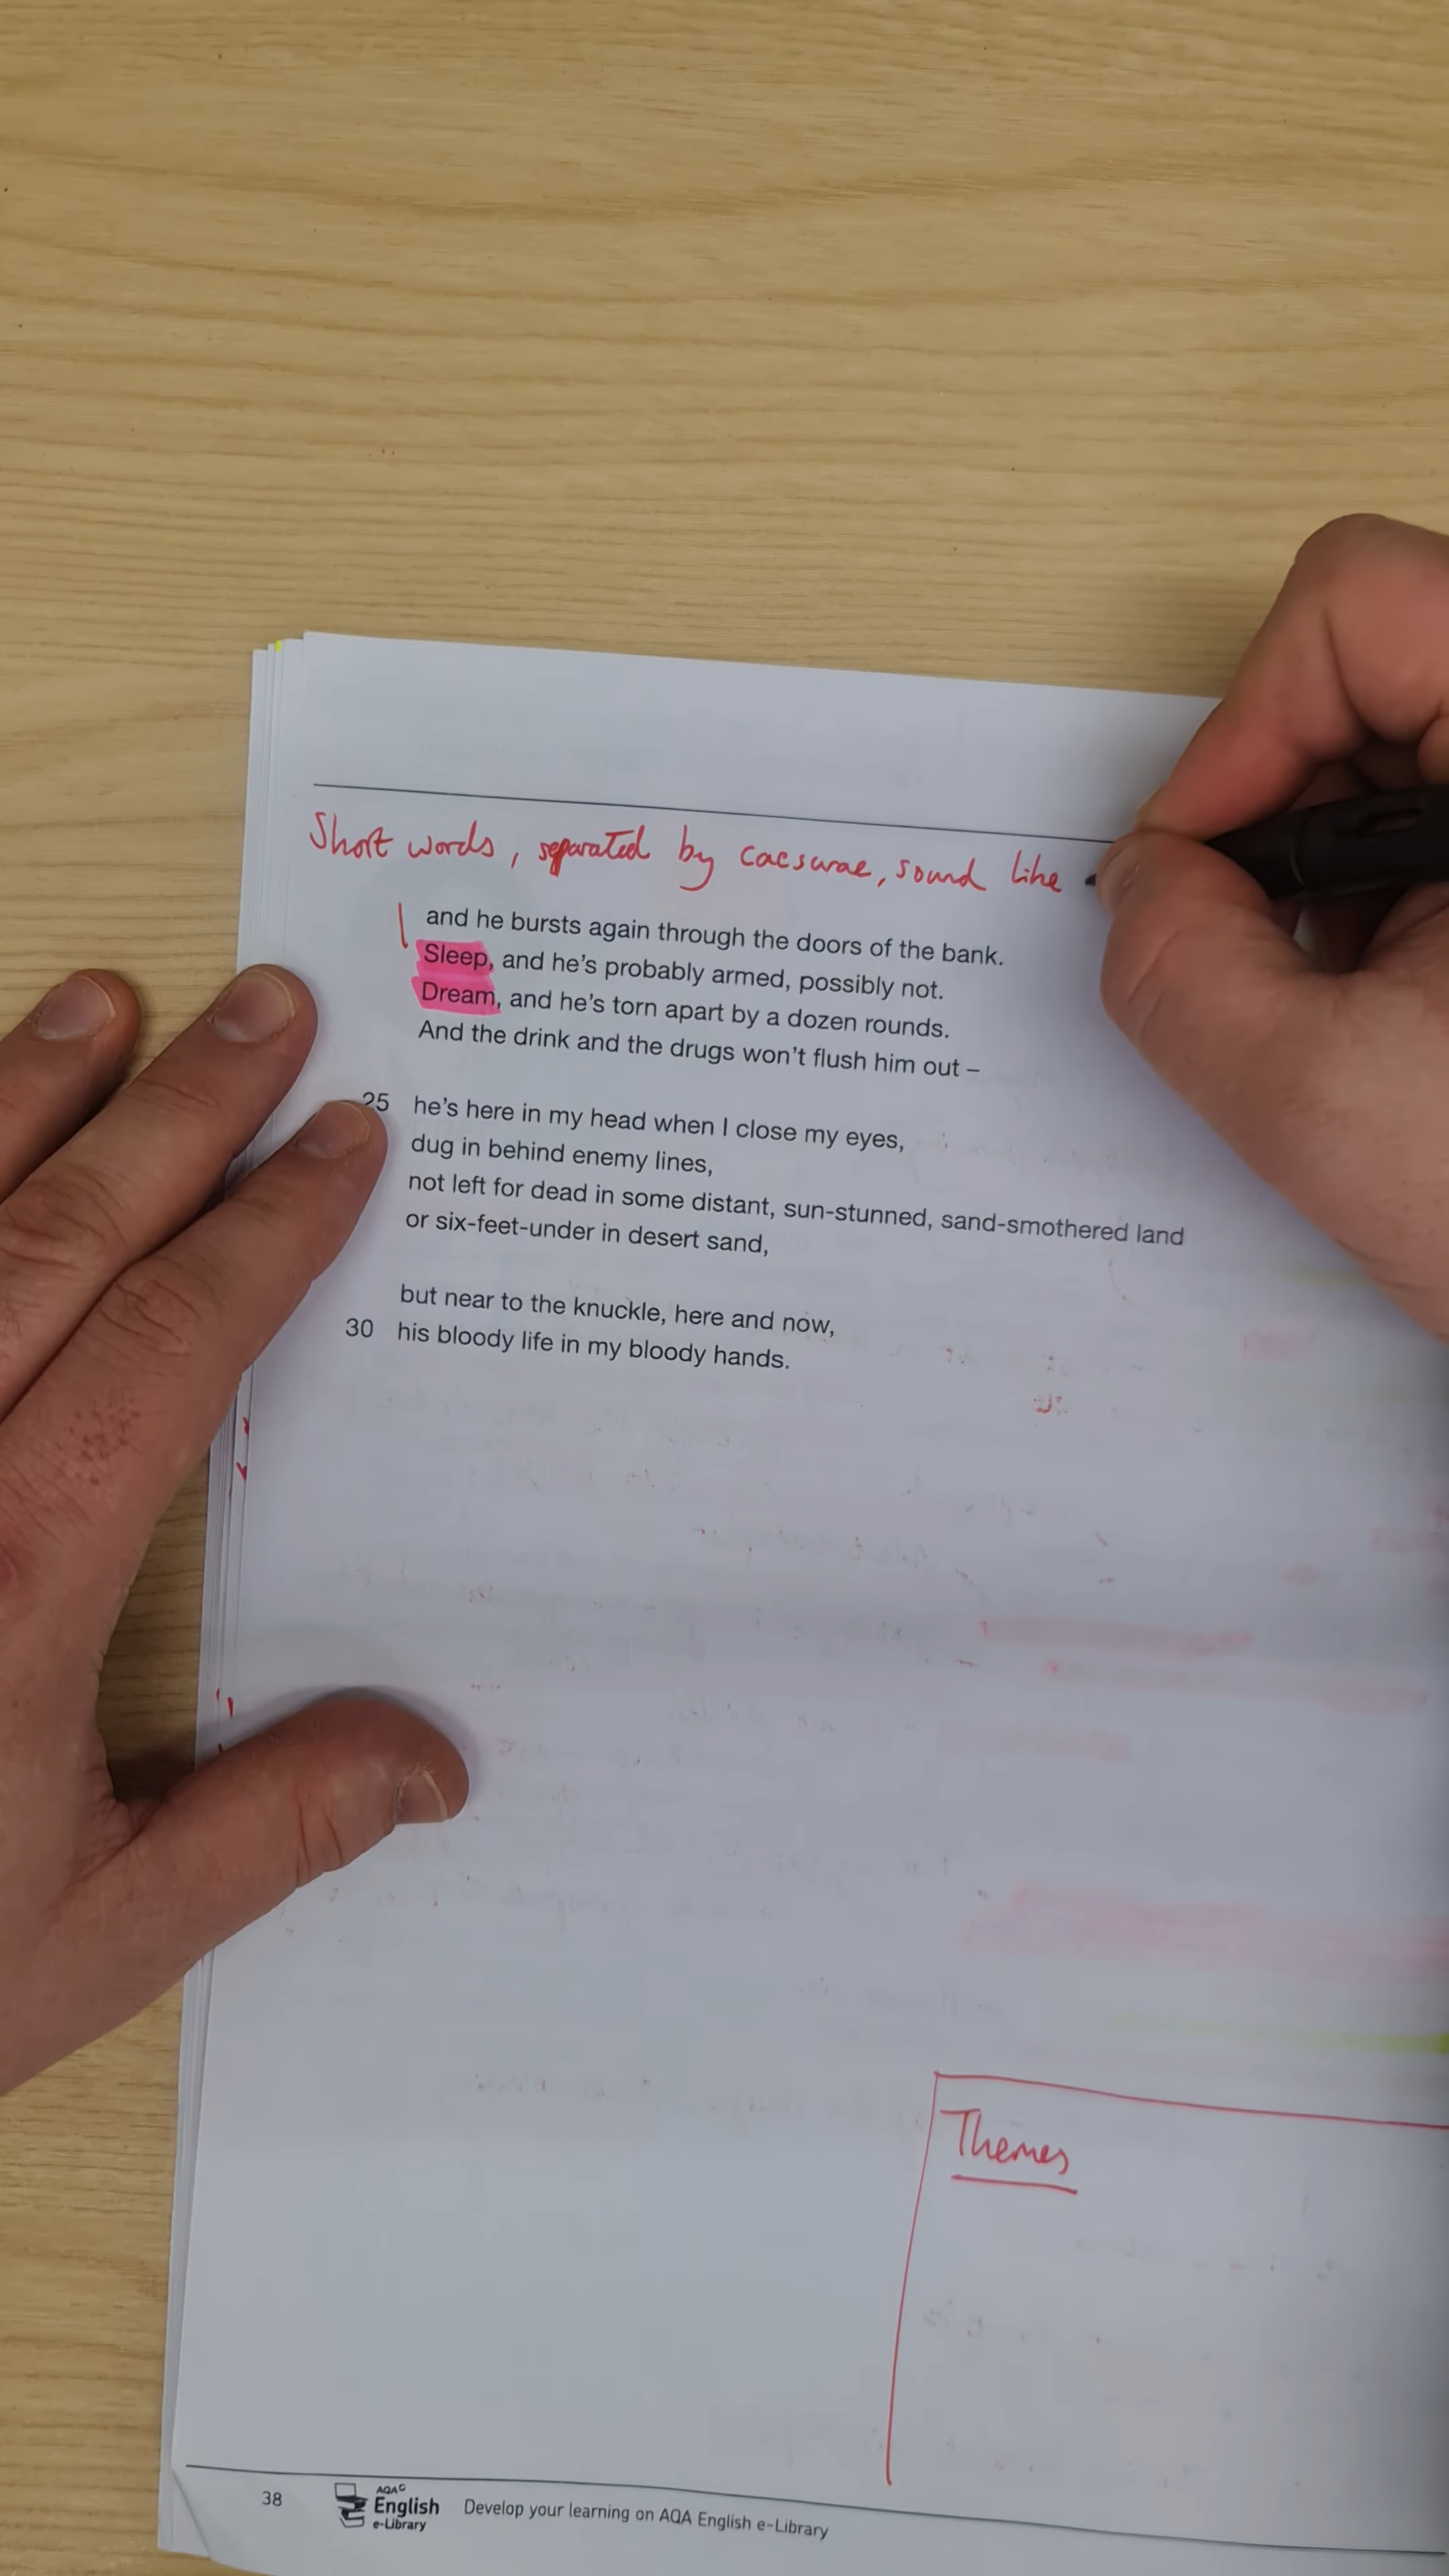 Short words, separated by caesurae, sound like
and he bursts again through the doors of the bank.
Sleep, and he's probably armed, possibly not.
Dream, and he's torn apart by a dozen rounds.
And the drink and the drugs won't flush him out –
25 he's here in my head when I close my eyes,
dug in behind enemy lines,
not left for dead in some distant, sun-stunned, sand-smothered land
or six-feet-under in desert sand,
but near to the knuckle, here and now,
30 his bloody life in my bloody hands.
Themes
38
AQA
English
e-Library
Develop your learning on AQA English e-Library